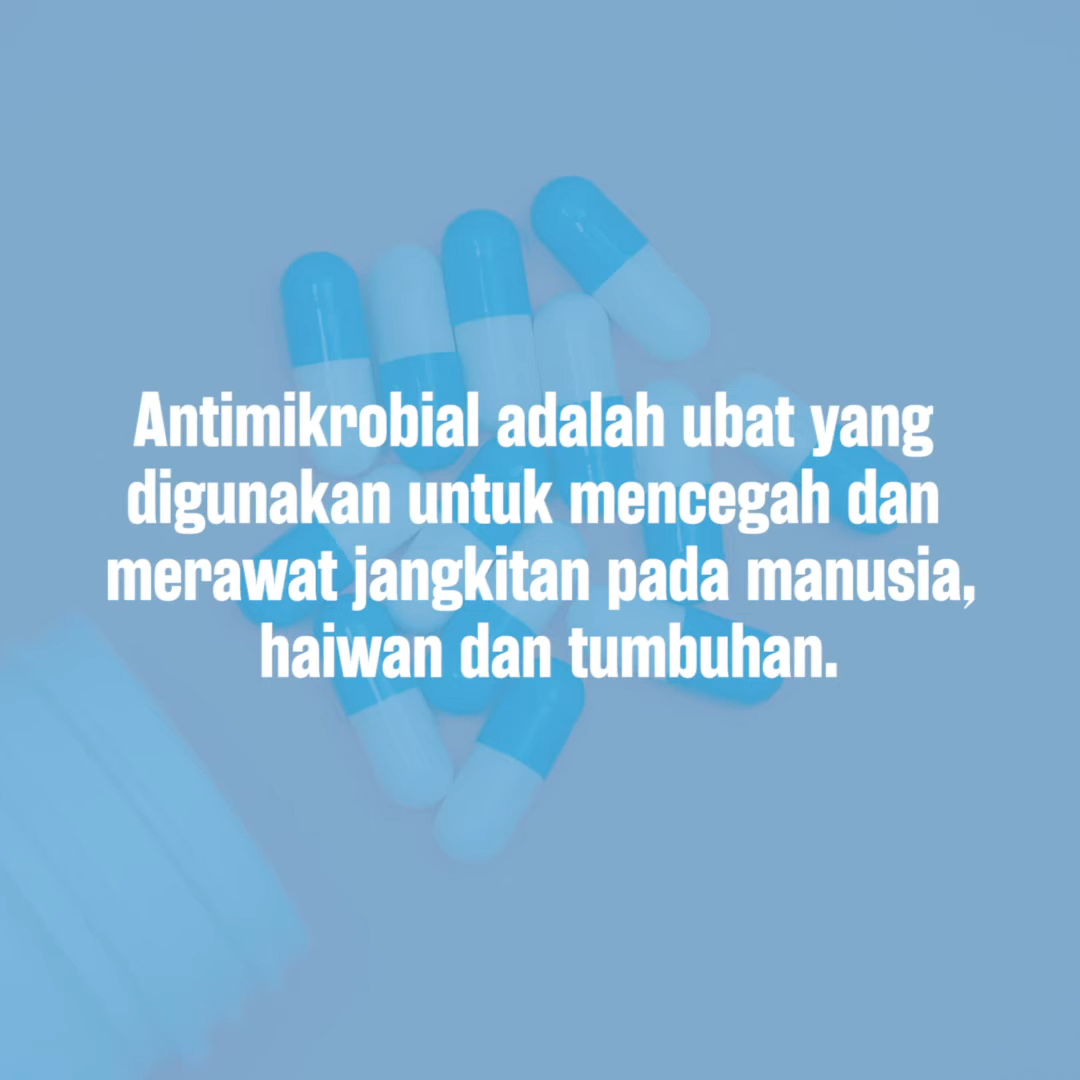 Antimikrobial adalah ubat yang
digunakan untuk mencegah dan
merawat jangkitan pada manusia,
haiwan dan tumbuhan.